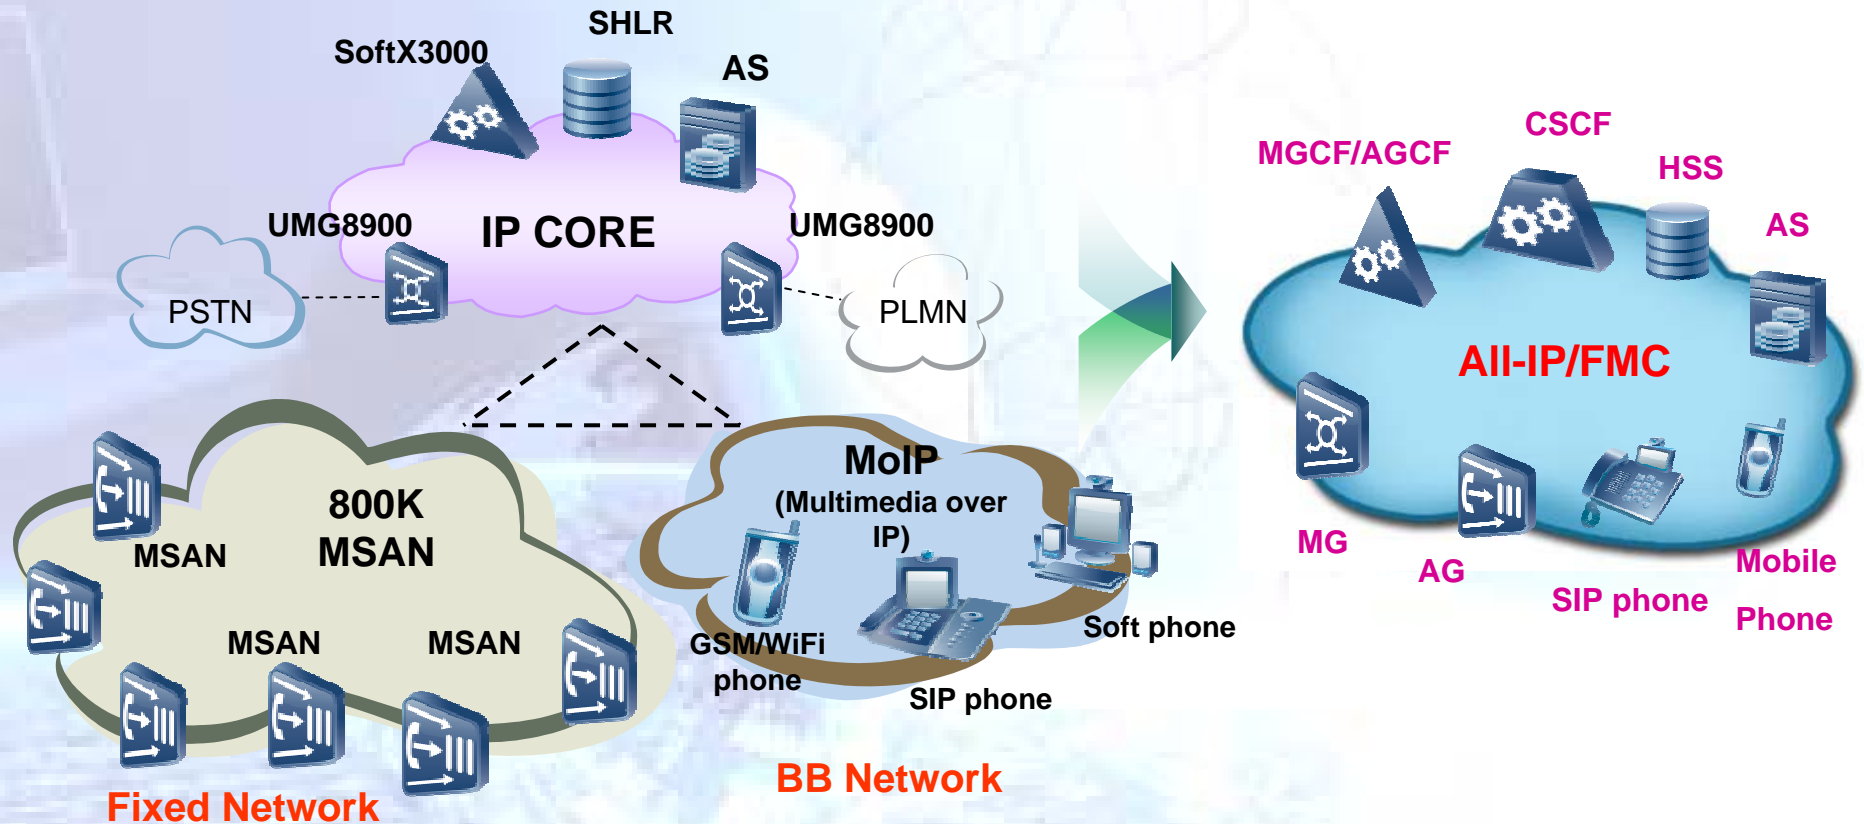 SHLR
SoftX3000
AS
UMG8900
IP CORE
UMG8900
PSTN
PLMN
800K
MSAN
MSAN
MSAN
MSAN
Fixed Network
MoIP
(Multimedia over
IP)
GSM/WiFi
phone
SIP phone
Soft phone
BB Network
CSCF
MGCF/AGCF
HSS
AS
All-IP/FMC
MG
AG
SIP phone
Mobile
Phone